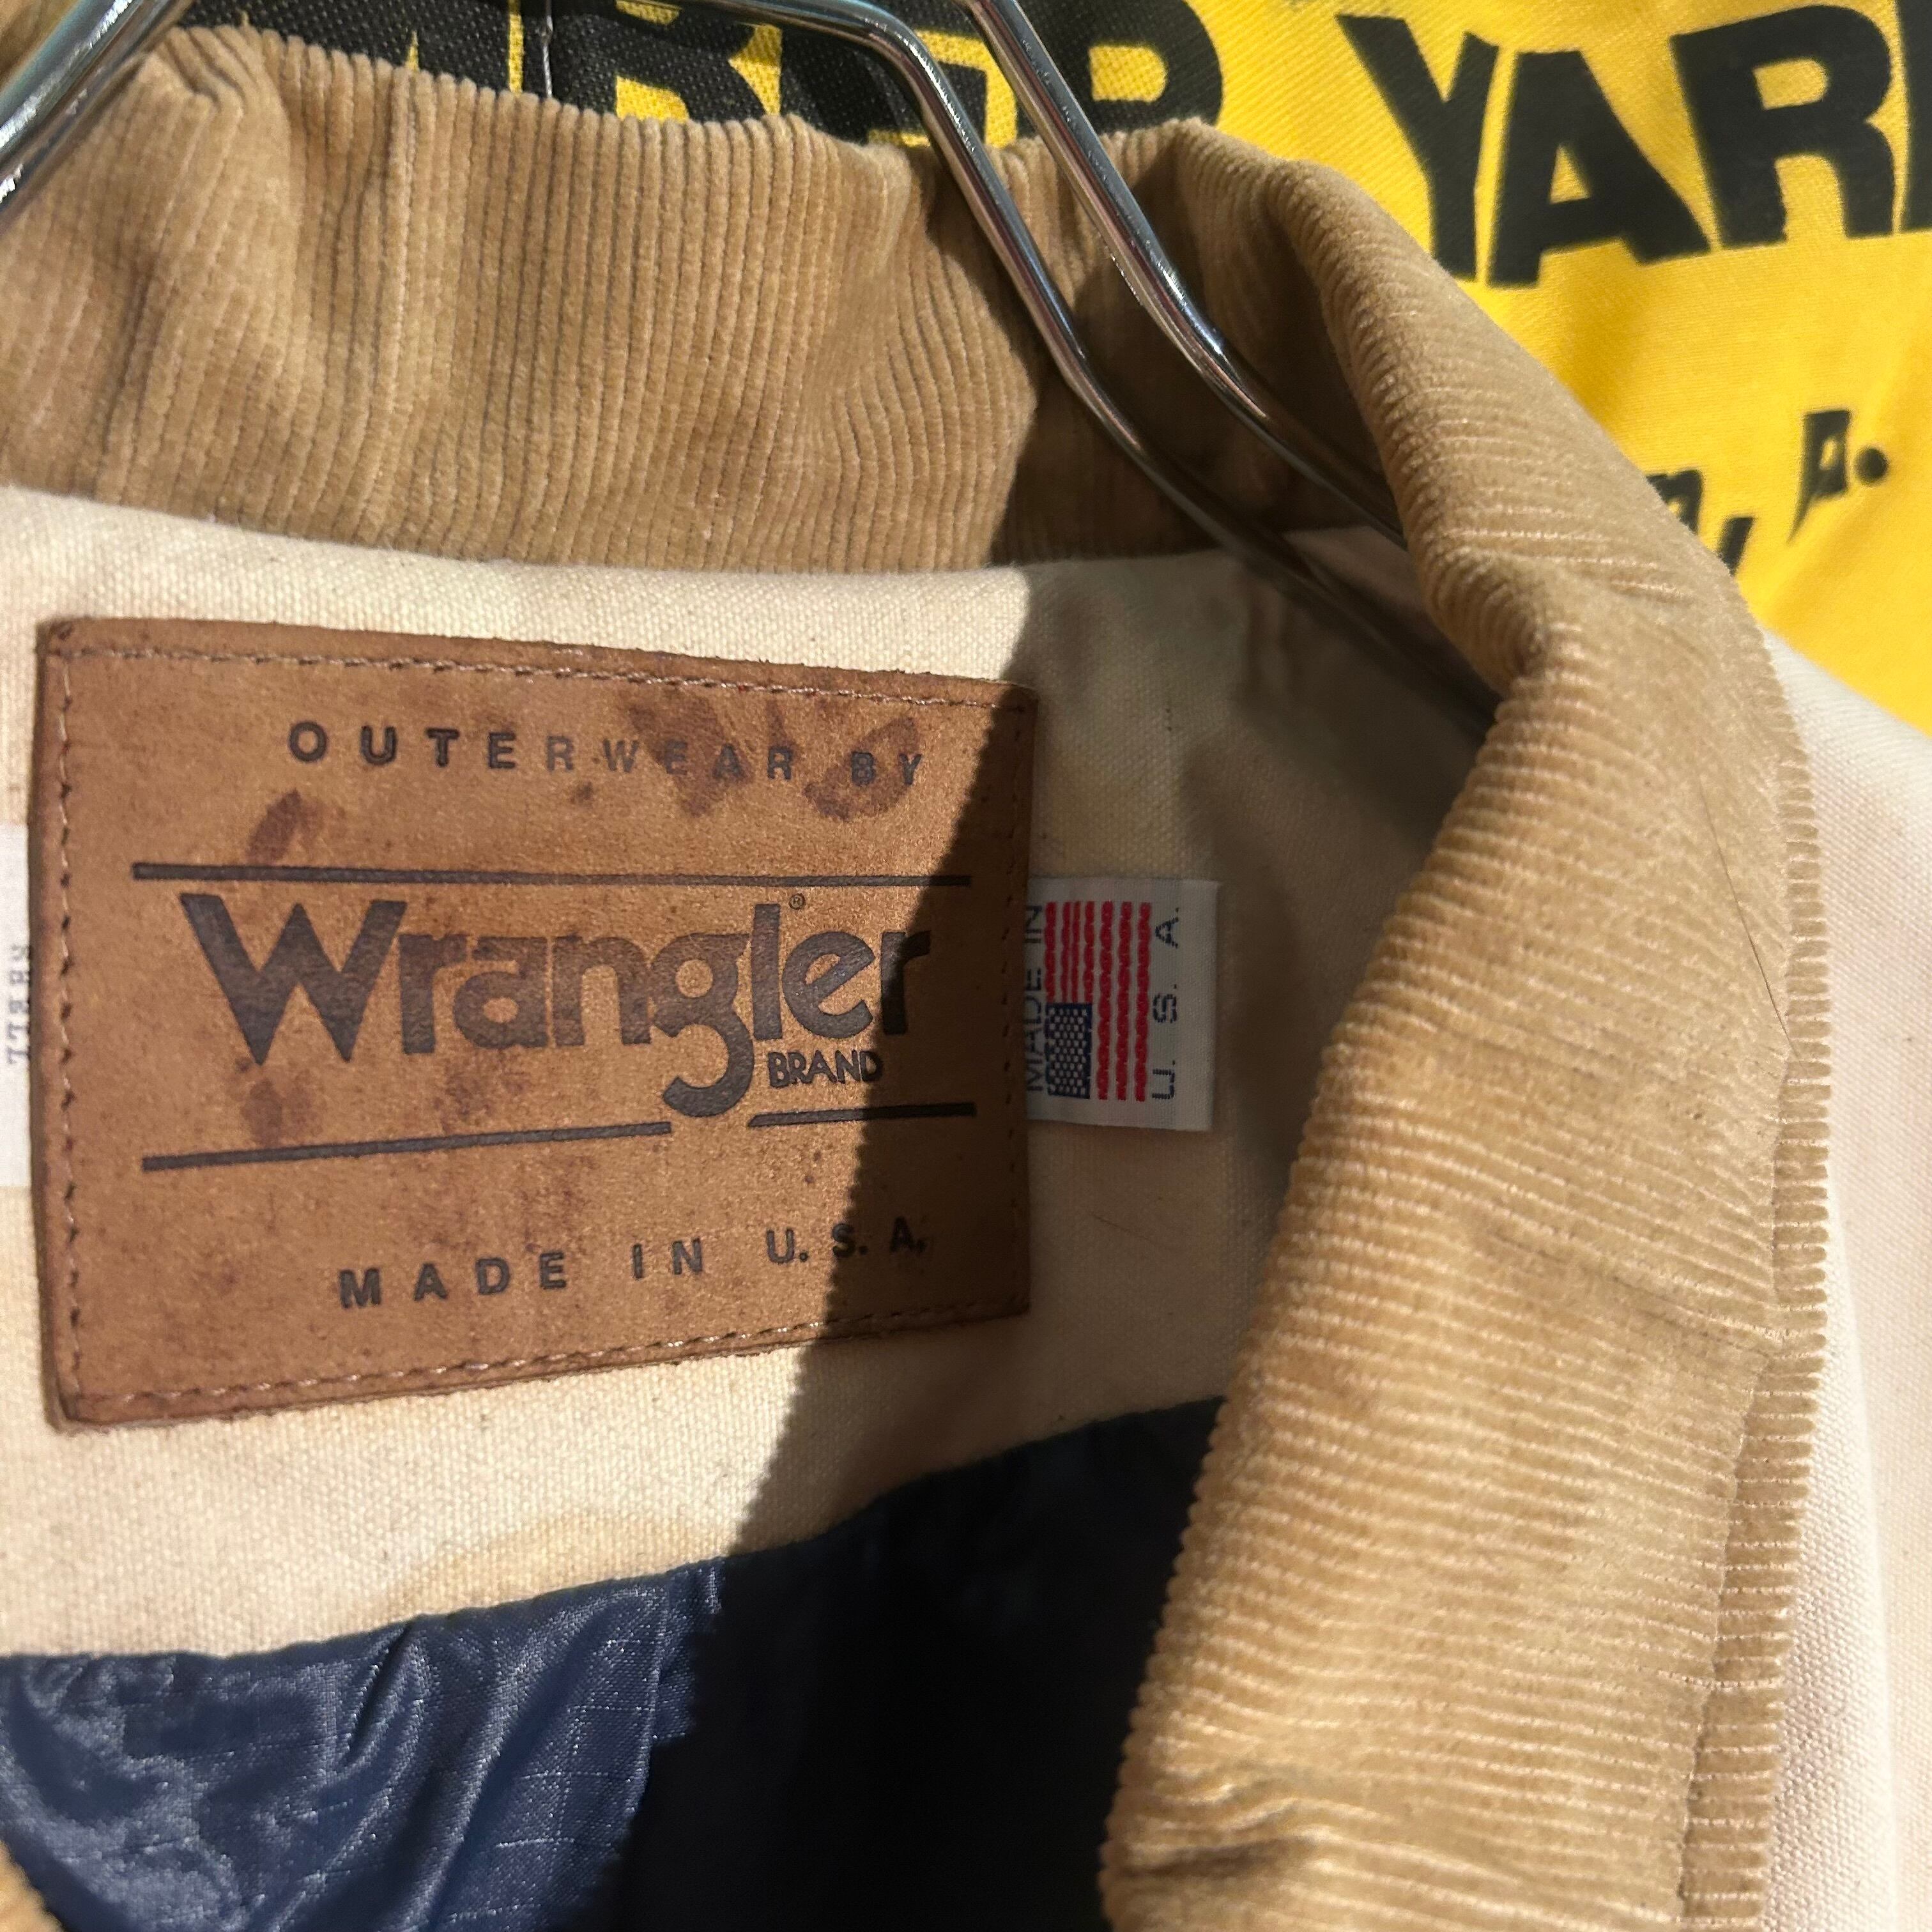 YAR
OUTERWEAR BY
Wrangler®
BRAND
MADE IN U.S.A.
MADE IN
U.S.A.